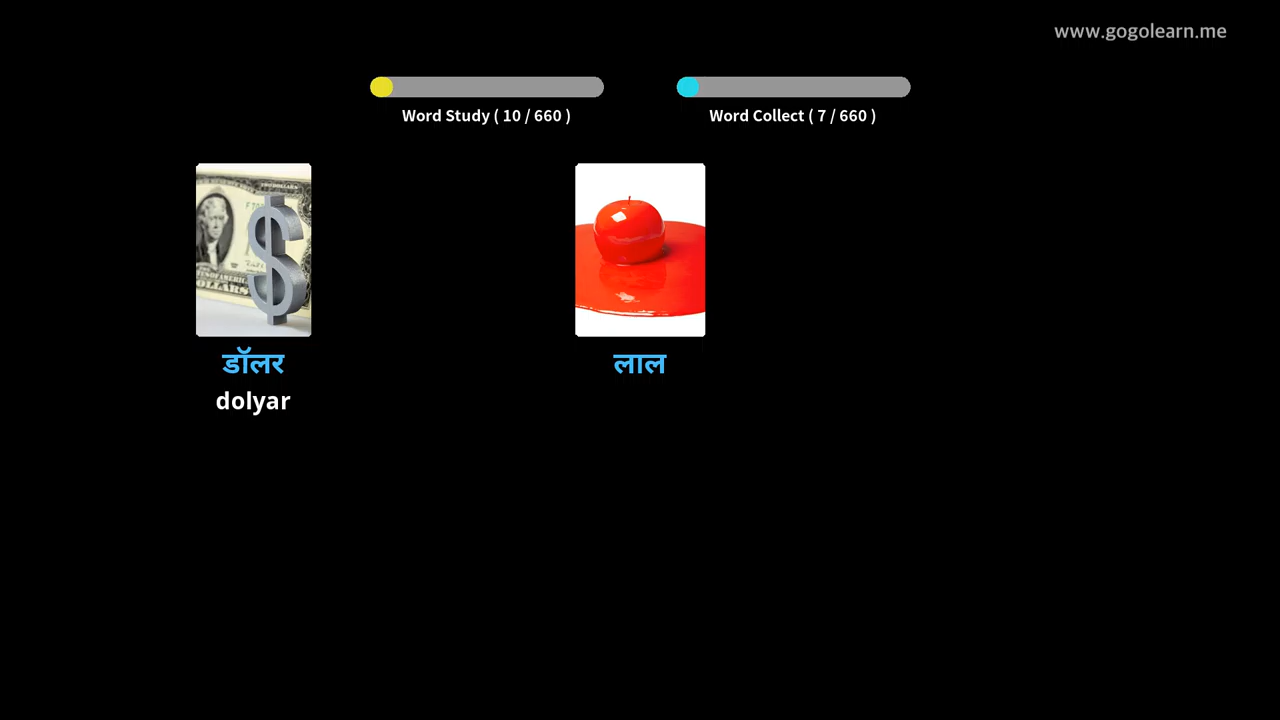 www.gogolearn.me
Word Study ( 10 / 660 )
Word Collect ( 7 / 660 )
डॉलर
dolyar
लाल